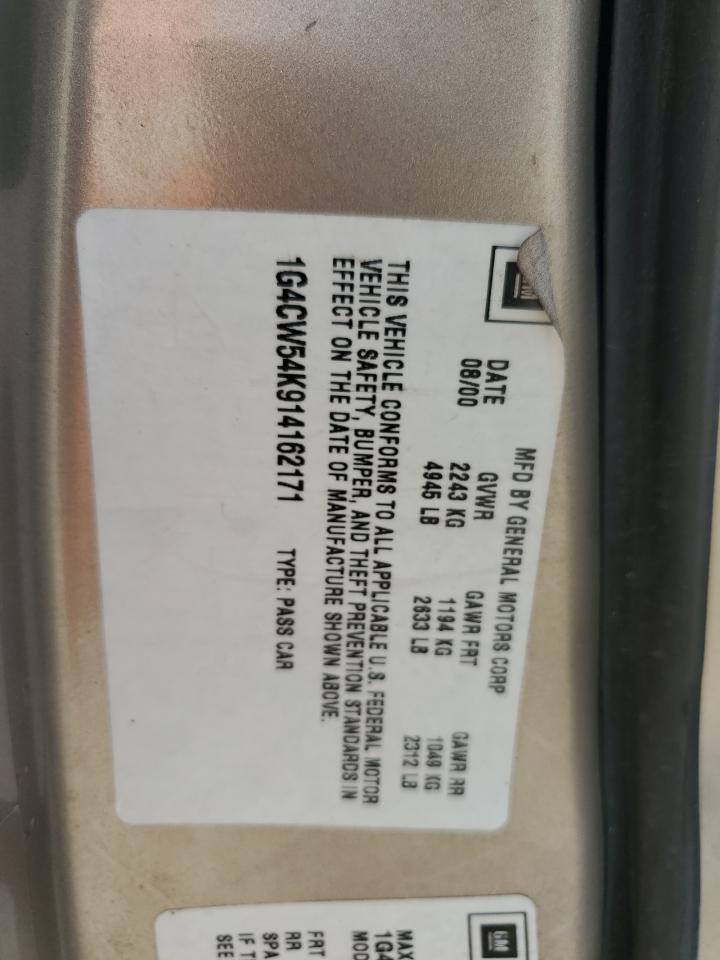 GM
MFD BY GENERAL MOTORS CORP
DATE GVWR GAWR FRT GAWR RR
08/00 2243 KG 1194 KG 1049 KG
4945 LB 2633 LB 2312 LB
THIS VEHICLE CONFORMS TO ALL APPLICABLE U.S. FEDERAL MOTOR
VEHICLE SAFETY, BUMPER, AND THEFT PREVENTION STANDARDS IN
EFFECT ON THE DATE OF MANUFACTURE SHOWN ABOVE.
1G4CW54K914162171 TYPE: PASS CAR
GM
MAX
1G4
MOD
FRT
RR
SPA
IF T
SEE